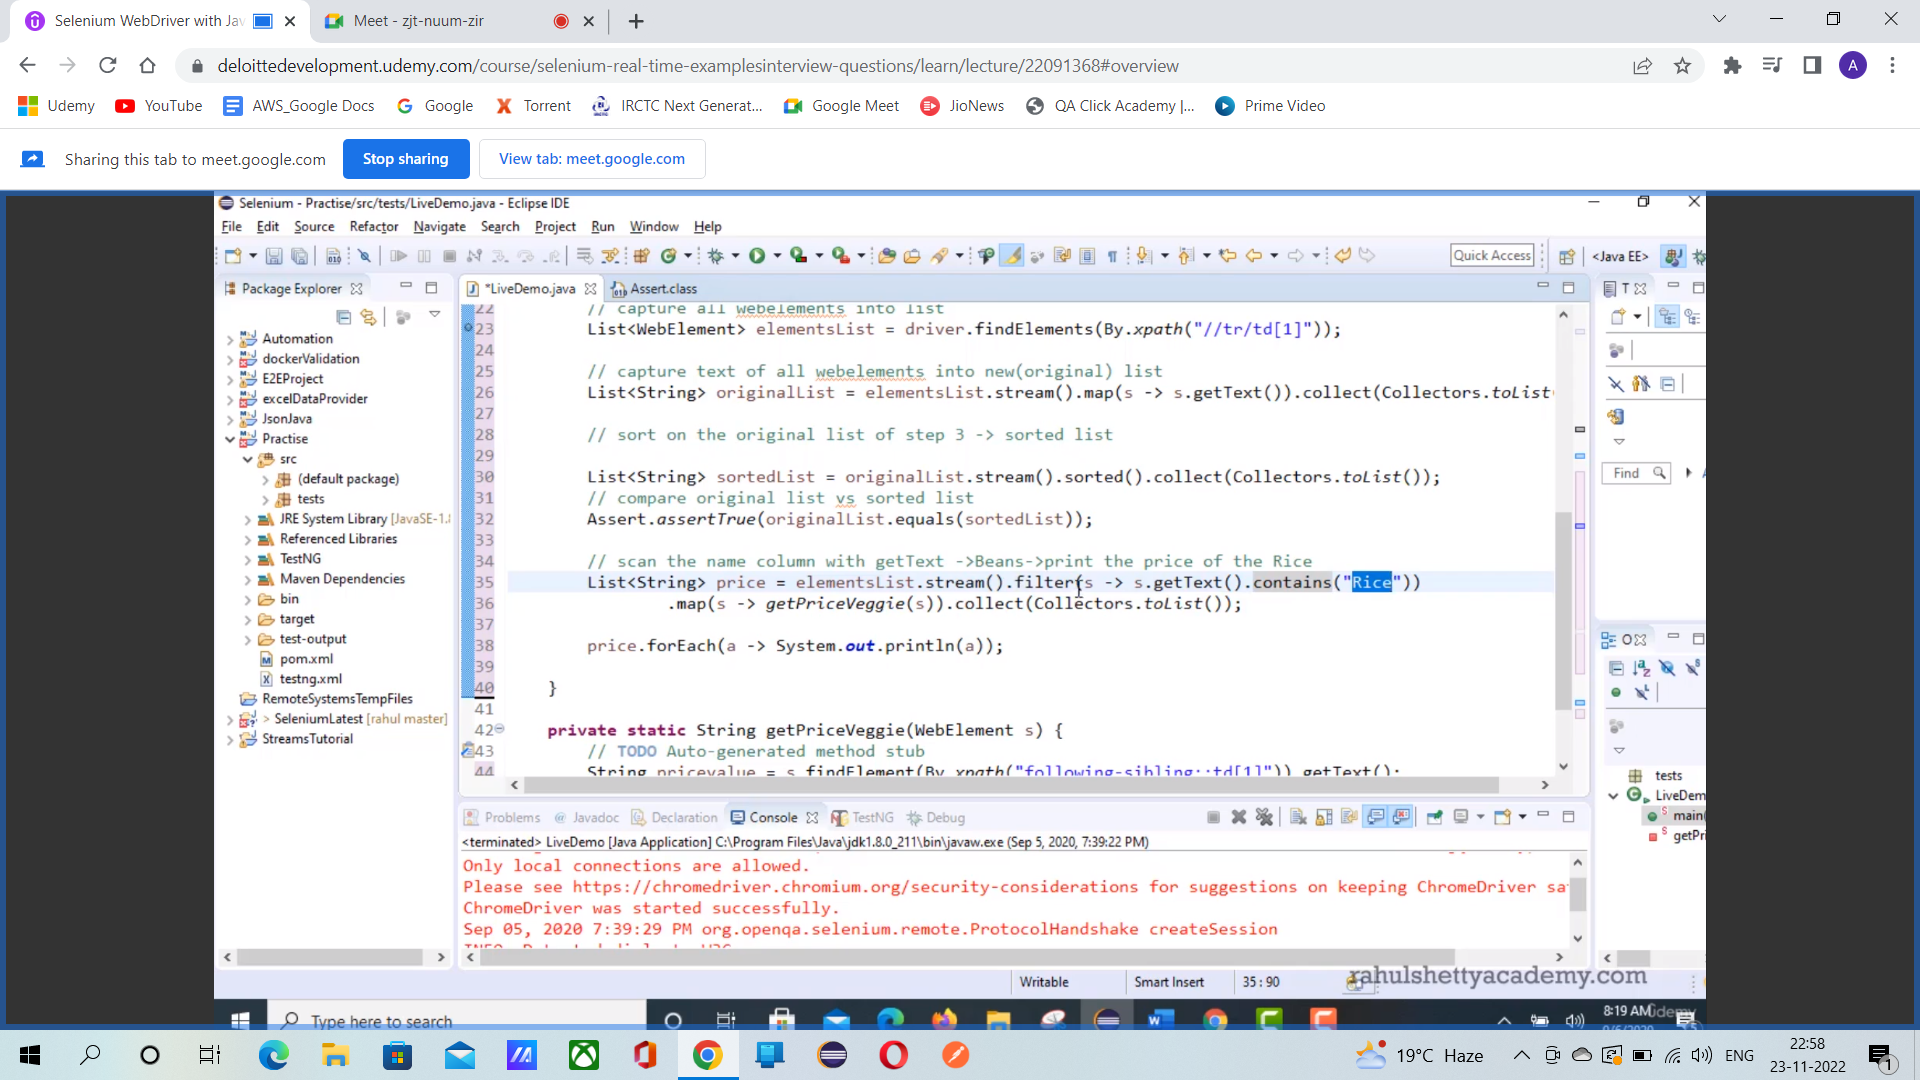 Selenium WebDriver with Jav
Meet - zjt-nuum-zir
deloittedevelopment.udemy.com/course/selenium-real-time-examplesinterview-questions/learn/lecture/22091368#overview
A
Udemy
YouTube
AWS_Google Docs
Google
Torrent
IRCTC Next Generat...
Google Meet
JioNews
QA Click Academy |...
Prime Video
Sharing this tab to meet.google.com
Stop sharing
View tab: meet.google.com
Selenium - Practise/src/tests/LiveDemo.java - Eclipse IDE
File Edit Source Refactor Navigate Search Project Run Window Help
Quick Access
<Java EE>
Package Explorer
*LiveDemo.java
Assert.class
Automation
dockerValidation
E2EProject
excelDataProvider
JsonJava
Practise
src
(default package)
tests
JRE System Library [JavaSE-1.8
Referenced Libraries
TestNG
Maven Dependencies
bin
target
test-output
pom.xml
testng.xml
RemoteSystemsTempFiles
> SeleniumLatest [rahul master]
StreamsTutorial
22 // capture all webelements into list
23 List<WebElement> elementsList = driver.findElements(By.xpath("//tr/td[1]"));
24
25 // capture text of all webelements into new(original) list
26 List<String> originalList = elementsList.stream().map(s -> s.getText()).collect(Collectors.toList(
27
28 // sort on the original list of step 3 -> sorted list
29
30 List<String> sortedList = originalList.stream().sorted().collect(Collectors.toList());
31 // compare original list vs sorted list
32 Assert.assertTrue(originalList.equals(sortedList));
33
34 // scan the name column with getText ->Beans->print the price of the Rice
35 List<String> price = elementsList.stream().filter(s -> s.getText().contains("Rice"))
36 .map(s -> getPriceVeggie(s)).collect(Collectors.toList());
37
38 price.forEach(a -> System.out.println(a));
39
40 }
41
42 private static String getPriceVeggie(WebElement s) {
43 // TODO Auto-generated method stub
44 String pricevalue = s.findElement(By.xpath("following-sibling::td[1]")).getText();
T
Find
O
tests
LiveDem
main(
getPri
Problems
@ Javadoc
Declaration
Console
TestNG
Debug
<terminated> LiveDemo [Java Application] C:\Program Files\Java\jdk1.8.0_211\bin\javaw.exe (Sep 5, 2020, 7:39:22 PM)
Only local connections are allowed.
Please see https://chromedriver.chromium.org/security-considerations for suggestions on keeping ChromeDriver sa
ChromeDriver was started successfully.
Sep 05, 2020 7:39:29 PM org.openqa.selenium.remote.ProtocolHandshake createSession
Writable
Smart Insert
35 : 90
rahulshettyacademy.com
Type here to search
8:19 AM
Udemy
19°C Haze
ENG
22:58
23-11-2022
1